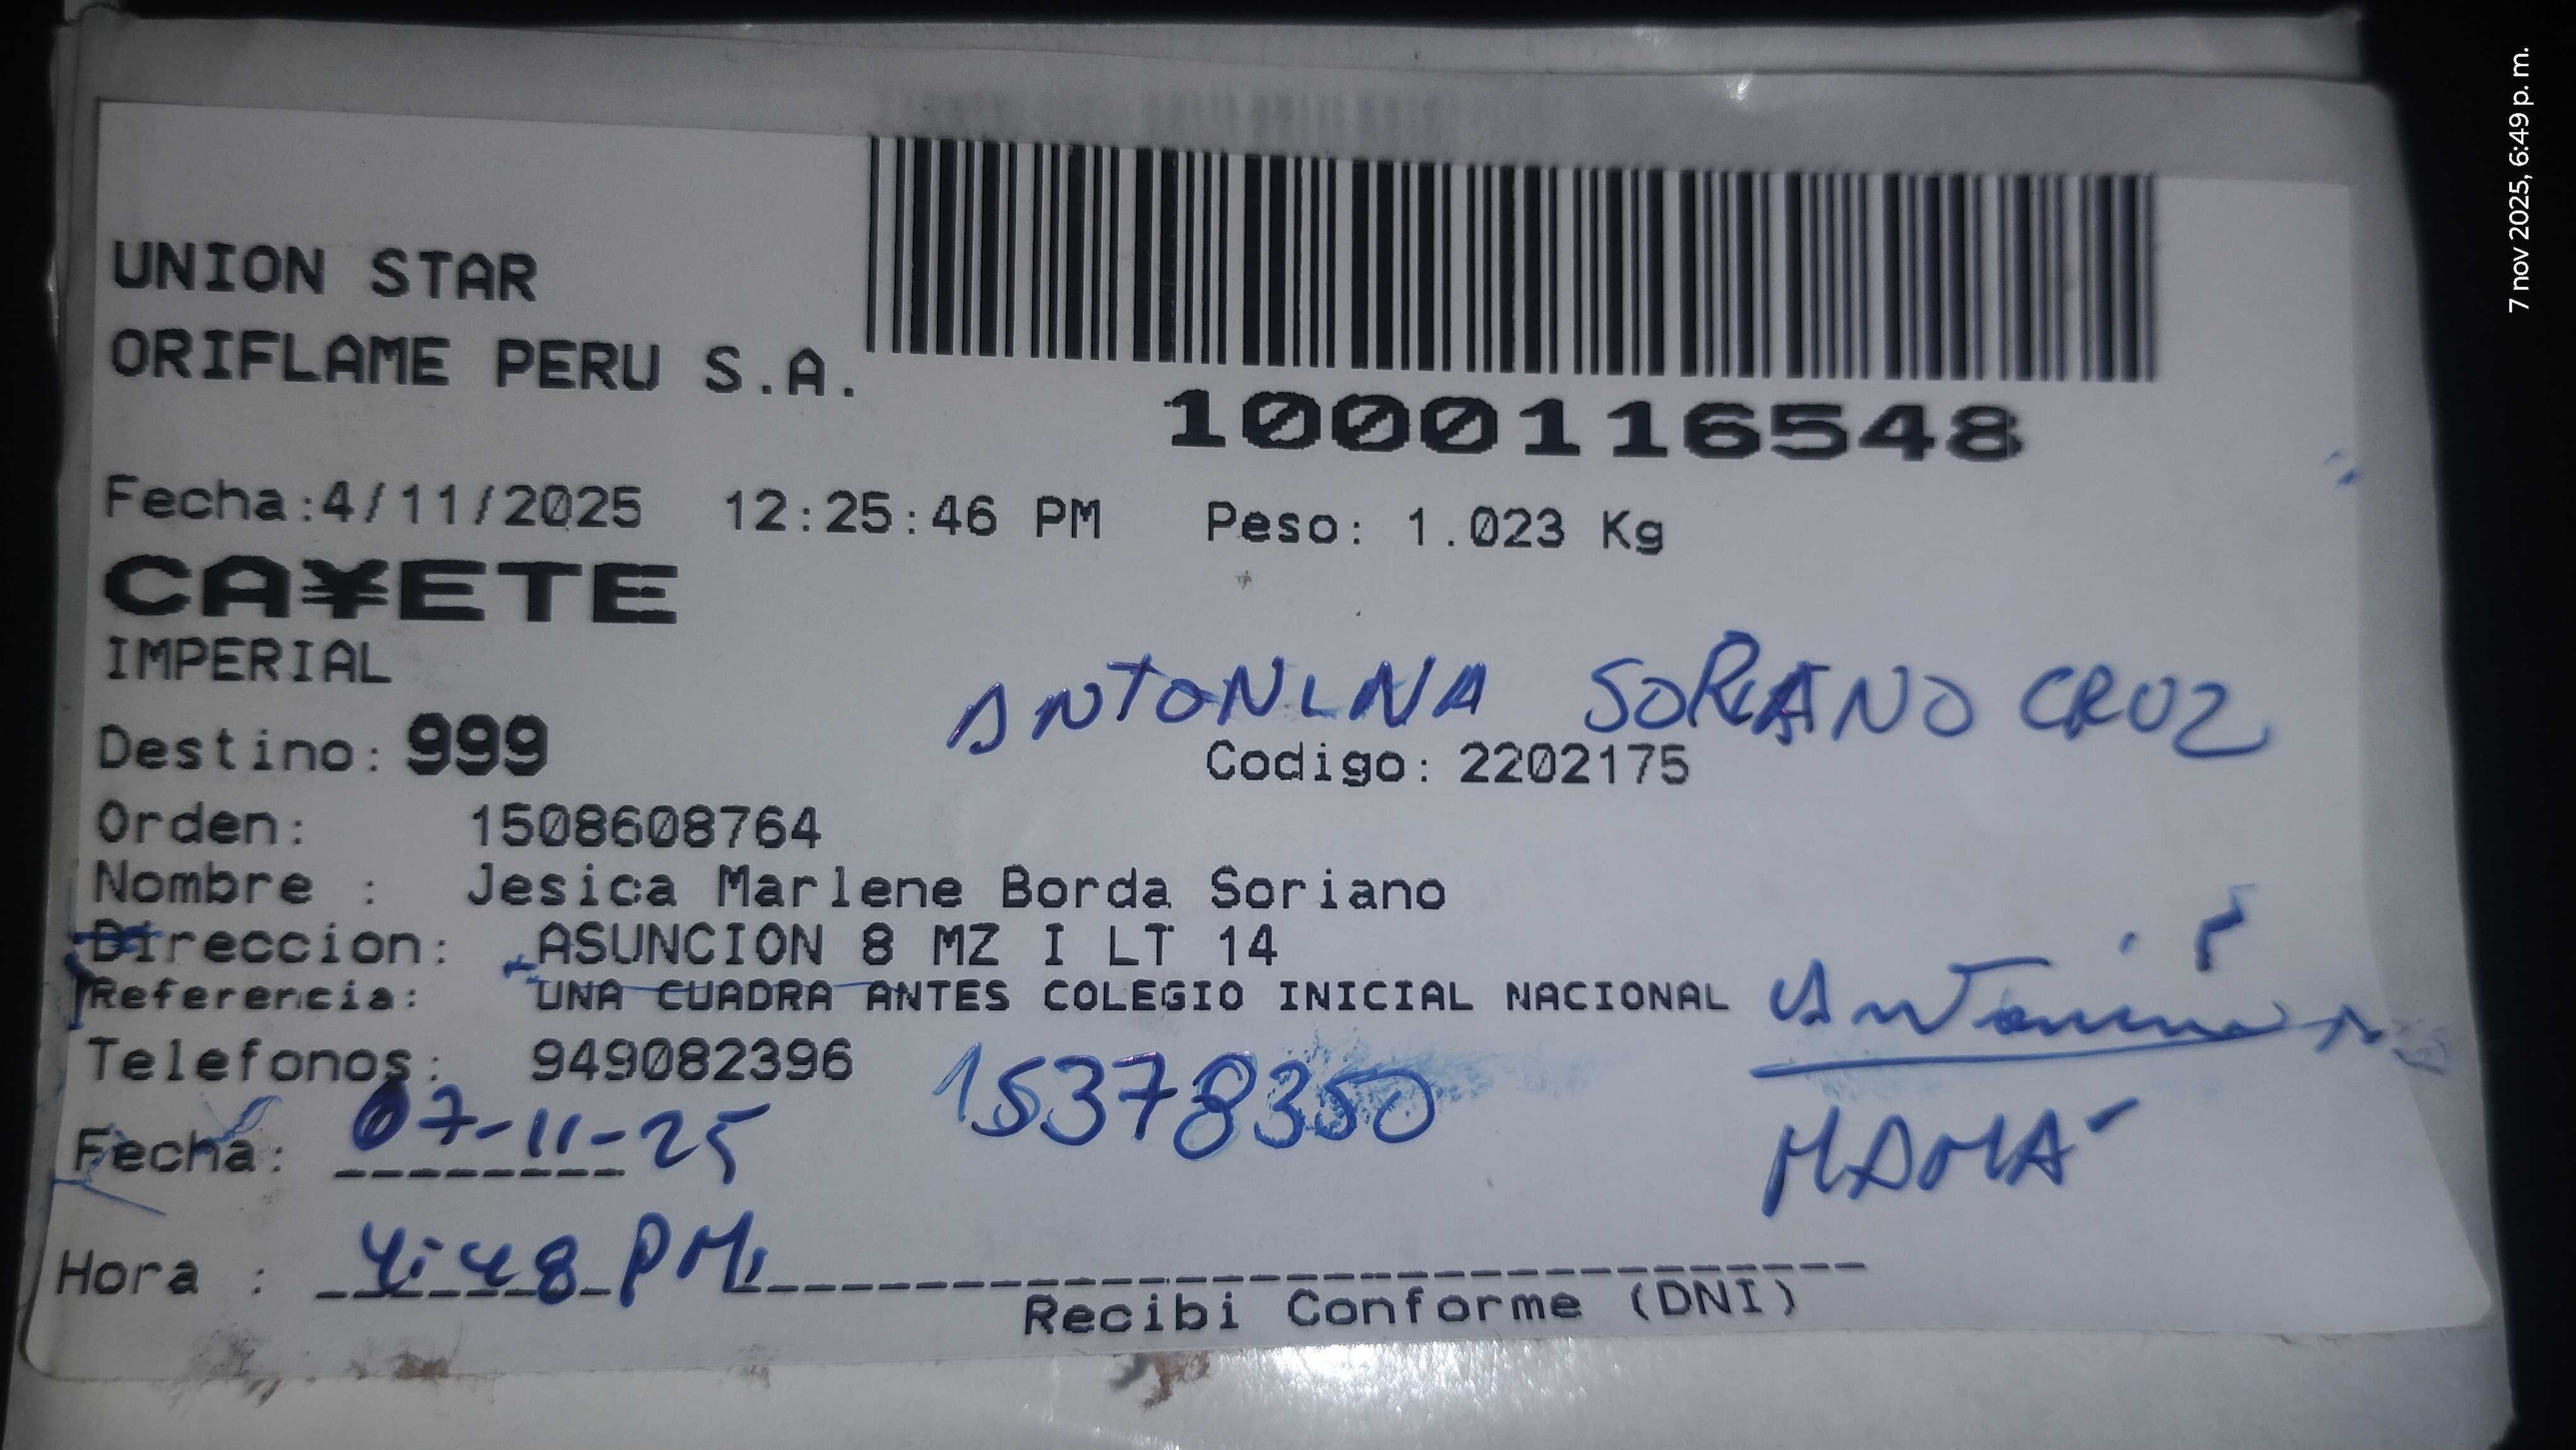 UNION STAR
ORIFLAME PERU S.A.
1000116548
Fecha:4/11/2025 12:25:46 PM Peso: 1.023 Kg
CA¥ETE
IMPERIAL
ANTONINA SORIANO CRUZ
Destino: 999 Codigo: 2202175
Orden: 1508608764
Nombre : Jesica Marlene Borda Soriano
Direccion: ASUNCION 8 MZ I LT 14
Referencia: UNA CUADRA ANTES COLEGIO INICIAL NACIONAL
Antonina
Telefonos: 949082396
15378350
Fecha: 07-11-25
MAMÁ
Hora : 4:48 PM.
Recibi Conforme (DNI)
7 nov 2025, 6:49 p. m.